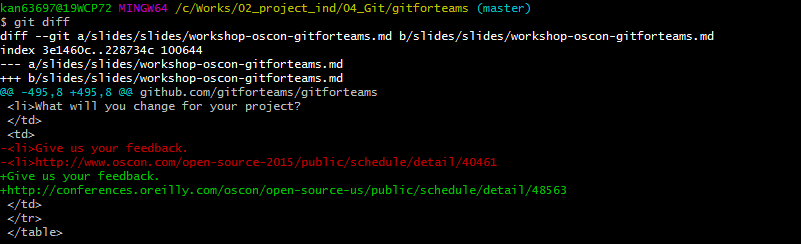 kan63697@19WCP72 MINGW64 /c/Works/02_project_ind/04_Git/gitforteams (master)
$ git diff
diff --git a/slides/slides/workshop-oscon-gitforteams.md b/slides/slides/workshop-oscon-gitforteams.md
index 3e1460c..228734c 100644
--- a/slides/slides/workshop-oscon-gitforteams.md
+++ b/slides/slides/workshop-oscon-gitforteams.md
@@ -495,8 +495,8 @@ github.com/gitforteams/gitforteams
 <li>What will you change for your project?
 </td>
 <td>
-<li>Give us your feedback.
-<li>http://www.oscon.com/open-source-2015/public/schedule/detail/40461
+Give us your feedback.
+http://conferences.oreilly.com/oscon/open-source-us/public/schedule/detail/48563
 </td>
 </tr>
 </table>